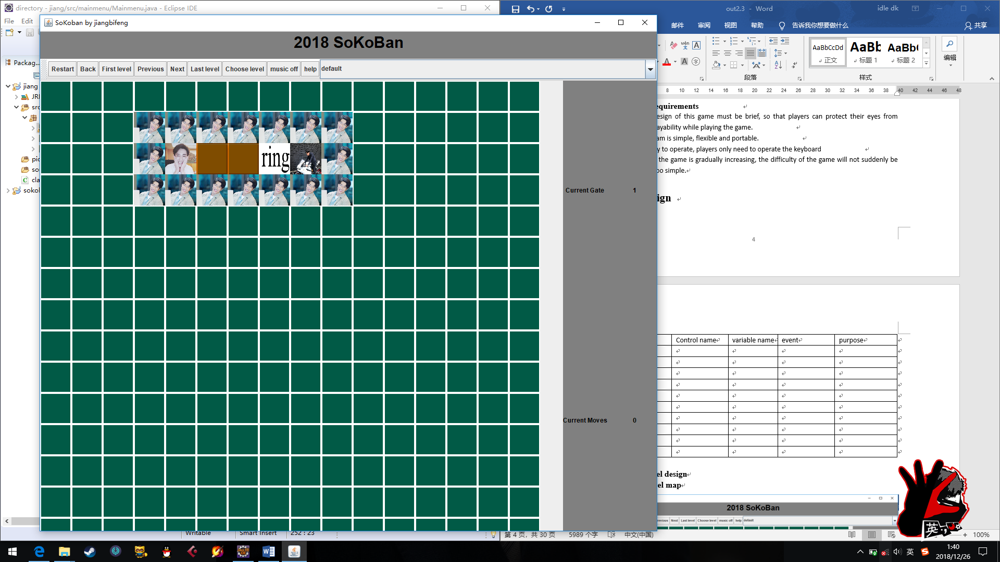 directory - jiang/src/mainmenu/Mainmenu.java - Eclipse IDE
File Edit
Packag...
jiang
JRI
src
pic
so
cla
sokol
Writable
Smart Insert
252 : 23
SoKoban by jiangbifeng
2018 SoKoBan
Restart Back First level Previous Next Last level Choose level music off help default
ring
Current Gate 1
Current Moves 0
out2.3 - Word
idle dk
邮件 审阅 视图 帮助 告诉我你想要做什么 共享
wén
文
A
A A 字
段落
AaBbCcDd AaBb AaBb
正文 标题 1 标题 2
样式
编辑
8 10 12 14 16 18 20 22 24 26 28 30 32 34 36 38 40 42 44 46 48
equirements
esign of this game must be brief, so that players can protect their eyes from
ayability while playing the game.
am is simple, flexible and portable.
y to operate, players only need to operate the keyboard
the game is gradually increasing, the difficulty of the game will not suddenly be
oo simple.
ign
4
Control name variable name event purpose
el design
el map
2018 SoKoBan
revious Next Last level Choose level music off help default
第 4 页，共 30 页 5989 个字 中文(中国)
100%
英
英
1:40
2018/12/26